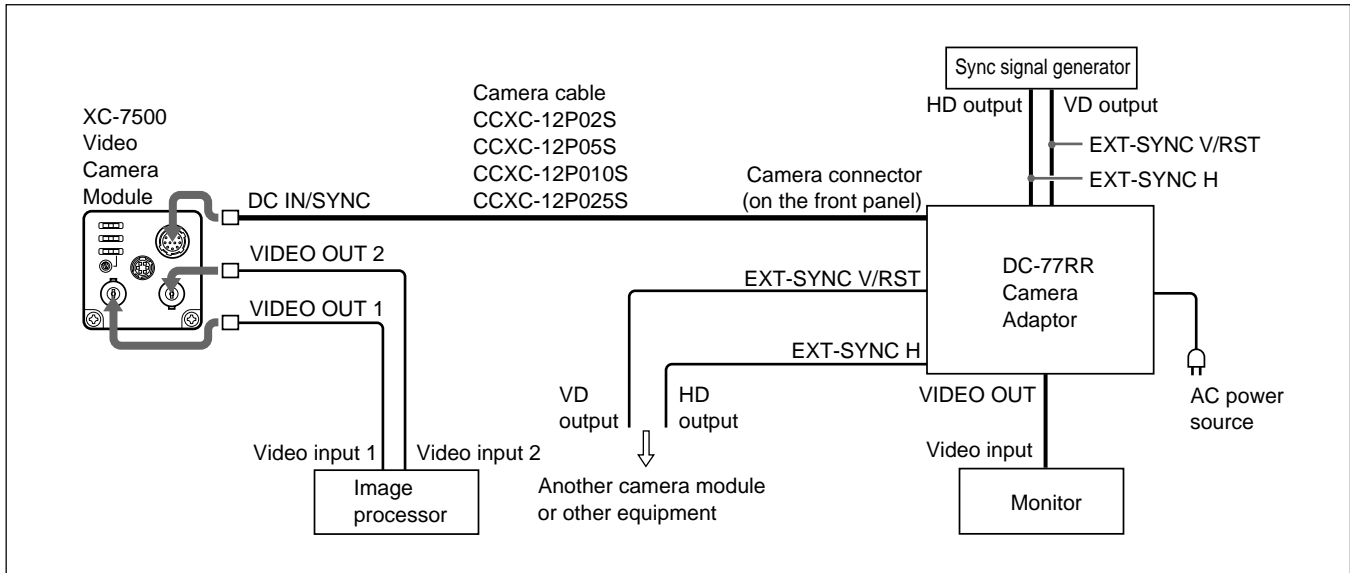 Sync signal generator
HD output
VD output
EXT-SYNC V/RST
EXT-SYNC H
XC-7500
Video
Camera
Module
Camera cable
CCXC-12P02S
CCXC-12P05S
CCXC-12P010S
CCXC-12P025S
Camera connector
(on the front panel)
DC IN/SYNC
VIDEO OUT 2
VIDEO OUT 1
DC-77RR
Camera
Adaptor
EXT-SYNC V/RST
EXT-SYNC H
VD
output
HD
output
VIDEO OUT
AC power
source
Video input 1
Video input 2
Video input
Image
processor
Another camera module
or other equipment
Monitor